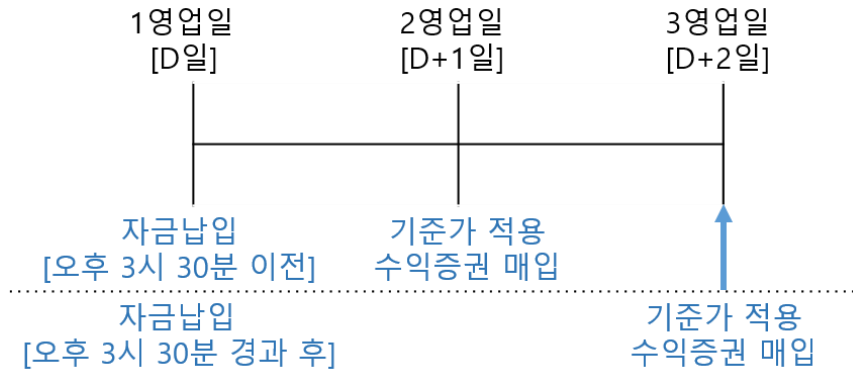 1영업일
[D일]
2영업일
[D+1일]
3영업일
[D+2일]
자금납입
[오후 3시 30분 이전]
기준가 적용
수익증권 매입
자금납입
[오후 3시 30분 경과 후]
기준가 적용
수익증권 매입